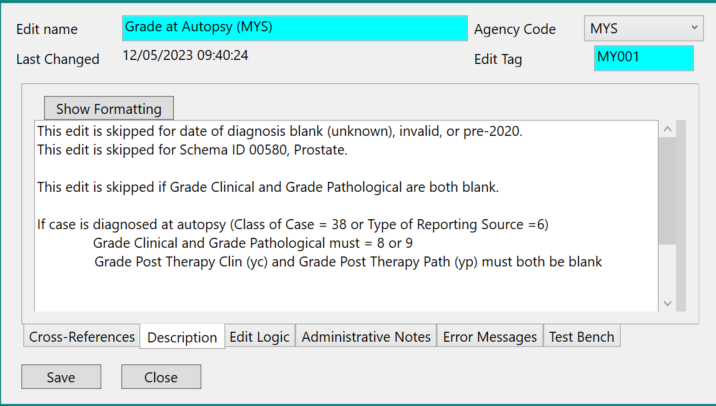 Edit name Grade at Autopsy (MYS) Agency Code MYS
Last Changed 12/05/2023 09:40:24 Edit Tag MY001
Show Formatting
This edit is skipped for date of diagnosis blank (unknown), invalid, or pre-2020.
This edit is skipped for Schema ID 00580, Prostate.
This edit is skipped if Grade Clinical and Grade Pathological are both blank.
If case is diagnosed at autopsy (Class of Case = 38 or Type of Reporting Source =6)
Grade Clinical and Grade Pathological must = 8 or 9
Grade Post Therapy Clin (yc) and Grade Post Therapy Path (yp) must both be blank
Cross-References Description Edit Logic Administrative Notes Error Messages Test Bench
Save Close